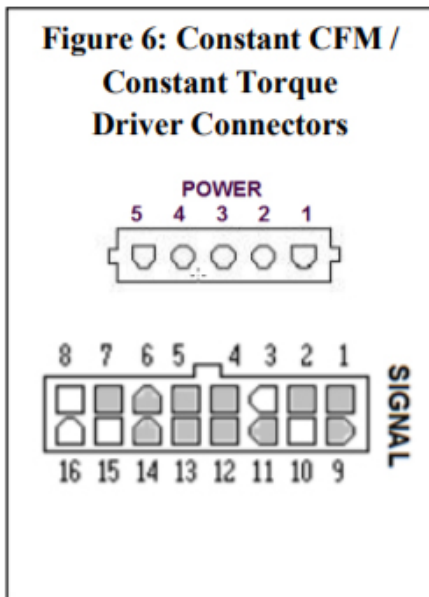 Figure 6: Constant CFM /
Constant Torque
Driver Connectors
POWER
5 4 3 2 1
8 7 6 5 4 3 2 1
SIGNAL
16 15 14 13 12 11 10 9